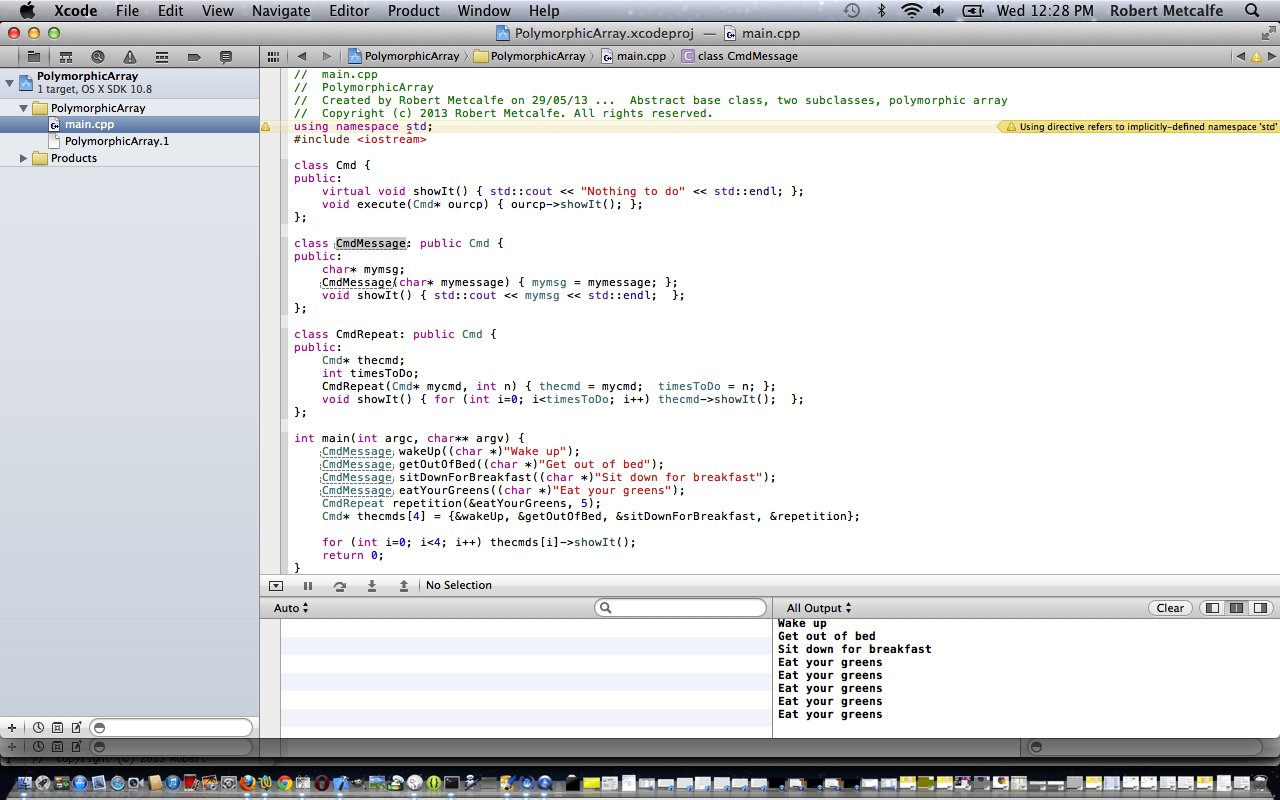 Xcode File Edit View Navigate Editor Product Window Help Wed 12:28 PM Robert Metcalfe
PolymorphicArray.xcodeproj — main.cpp
PolymorphicArray PolymorphicArray main.cpp C class CmdMessage
PolymorphicArray
1 target, OS X SDK 10.8
PolymorphicArray
main.cpp
PolymorphicArray.1
Products
// main.cpp
// PolymorphicArray
// Created by Robert Metcalfe on 29/05/13 ... Abstract base class, two subclasses, polymorphic array
// Copyright (c) 2013 Robert Metcalfe. All rights reserved.
using namespace std;
Using directive refers to implicitly-defined namespace 'std'
#include <iostream>
class Cmd {
public:
virtual void showIt() { std::cout << "Nothing to do" << std::endl; };
void execute(Cmd* ourcp) { ourcp->showIt(); };
};
class CmdMessage: public Cmd {
public:
char* mymsg;
CmdMessage(char* mymessage) { mymsg = mymessage; };
void showIt() { std::cout << mymsg << std::endl; };
};
class CmdRepeat: public Cmd {
public:
Cmd* thecmd;
int timesToDo;
CmdRepeat(Cmd* mycmd, int n) { thecmd = mycmd; timesToDo = n; };
void showIt() { for (int i=0; i<timesToDo; i++) thecmd->showIt(); };
};
int main(int argc, char** argv) {
CmdMessage wakeUp((char *)"Wake up");
CmdMessage getOutOfBed((char *)"Get out of bed");
CmdMessage sitDownForBreakfast((char *)"Sit down for breakfast");
CmdMessage eatYourGreens((char *)"Eat your greens");
CmdRepeat repetition(&eatYourGreens, 5);
Cmd* thecmds[4] = {&wakeUp, &getOutOfBed, &sitDownForBreakfast, &repetition};
for (int i=0; i<4; i++) thecmds[i]->showIt();
return 0;
}
No Selection
Auto All Output Clear
Wake up
Get out of bed
Sit down for breakfast
Eat your greens
Eat your greens
Eat your greens
Eat your greens
Eat your greens
// Copyright (c) 2013 Robert